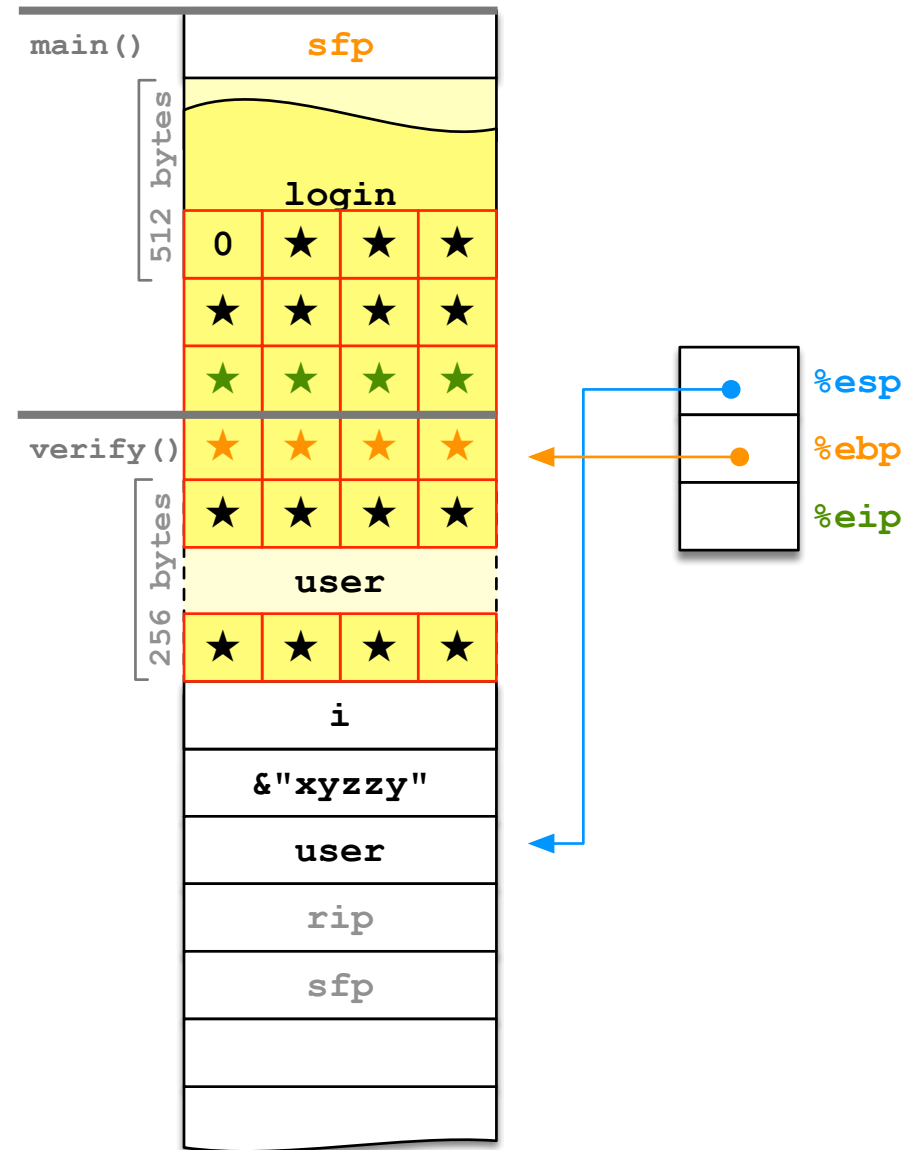 main() sfp
512 bytes
login
0 ★ ★ ★
★ ★ ★ ★
★ ★ ★ ★ %esp
verify() ★ ★ ★ ★ %ebp
256 bytes
★ ★ ★ ★ %eip
user
★ ★ ★ ★
i
&"xyzzy"
user
rip
sfp